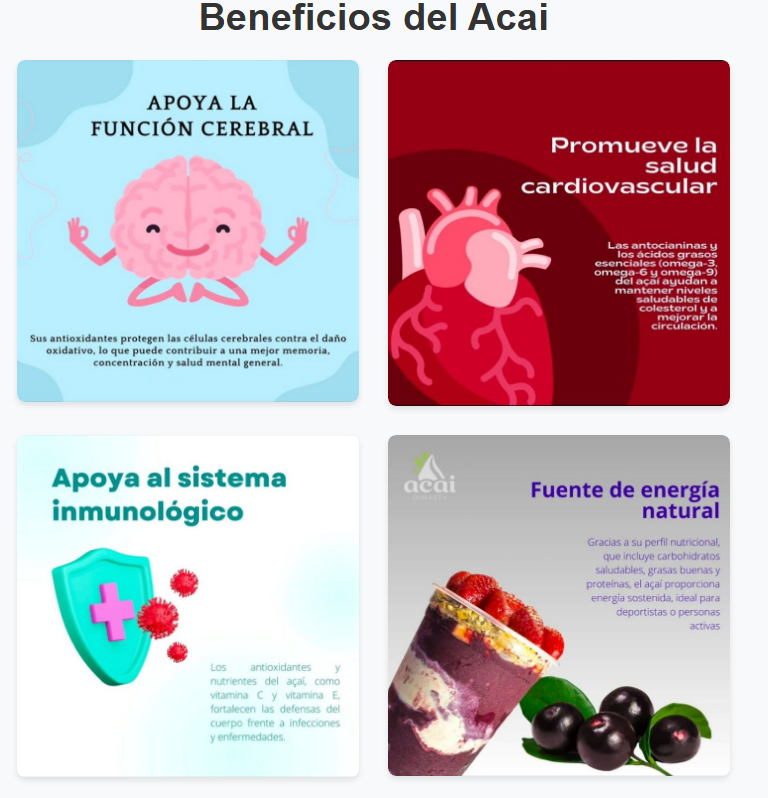 Beneficios del Acai
APOYA LA
FUNCIÓN CEREBRAL
Sus antioxidantes protegen las células cerebrales contra el daño
oxidativo, lo que puede contribuir a una mejor memoria,
concentración y salud mental general.
Promueve la
salud
cardiovascular
Las antocianinas y
los ácidos grasos
esenciales (omega-3,
omega-6 y omega-9)
del açaí ayudan a
mantener niveles
saludables de
colesterol y a
mejorar la
circulación.
Apoya al sistema
inmunológico
Los antioxidantes y
nutrientes del açaí, como
vitamina C y vitamina E,
fortalecen las defensas del
cuerpo frente a infecciones
y enfermedades.
acai
Fuente de energía
natural
Gracias a su perfil nutricional,
que incluye carbohidratos
saludables, grasas buenas y
proteínas, el açaí proporciona
energía sostenida, ideal para
deportistas o personas
activas